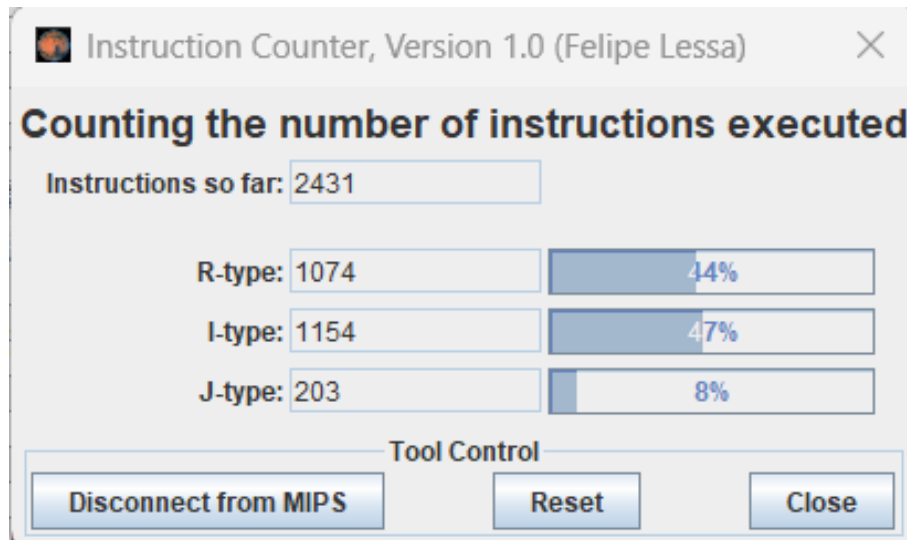 Instruction Counter, Version 1.0 (Felipe Lessa)
Counting the number of instructions executed
Instructions so far: 2431
R-type: 1074 44%
I-type: 1154 47%
J-type: 203 8%
Tool Control
Disconnect from MIPS Reset Close